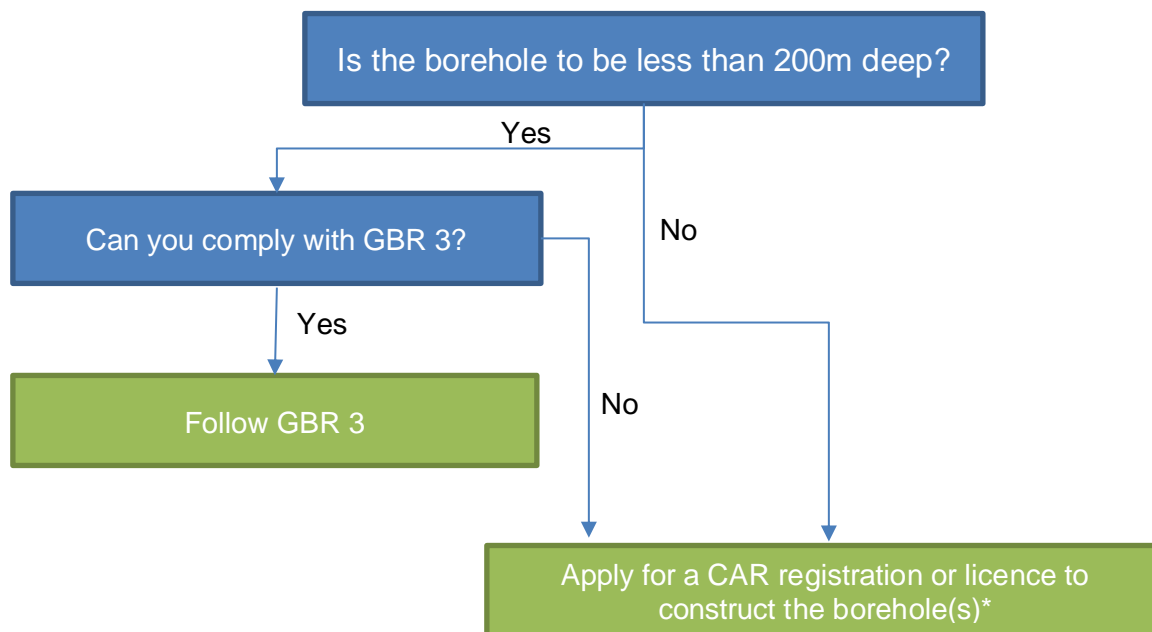 Is the borehole to be less than 200m deep?
Yes
Can you comply with GBR 3?
No
Yes
Follow GBR 3
No
Apply for a CAR registration or licence to
construct the borehole(s)*